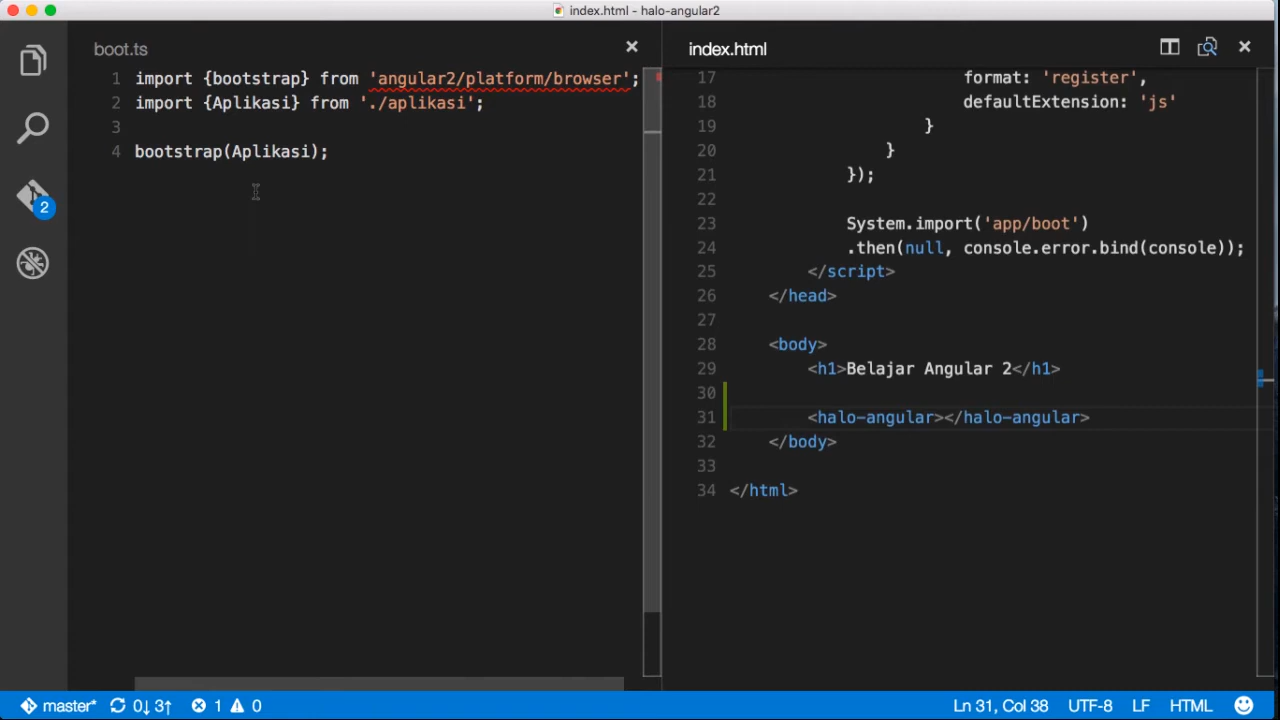 index.html - halo-angular2
boot.ts
1 import {bootstrap} from 'angular2/platform/browser';
2 import {Aplikasi} from './aplikasi';
3
4 bootstrap(Aplikasi);
index.html
17 format: 'register',
18 defaultExtension: 'js'
19 }
20 }
21 });
22
23 System.import('app/boot')
24 .then(null, console.error.bind(console));
25 </script>
26 </head>
27
28 <body>
29 <h1>Belajar Angular 2</h1>
30
31 <halo-angular></halo-angular>
32 </body>
33
34 </html>
2
master* 0↓ 3↑ 1 0 Ln 31, Col 38 UTF-8 LF HTML